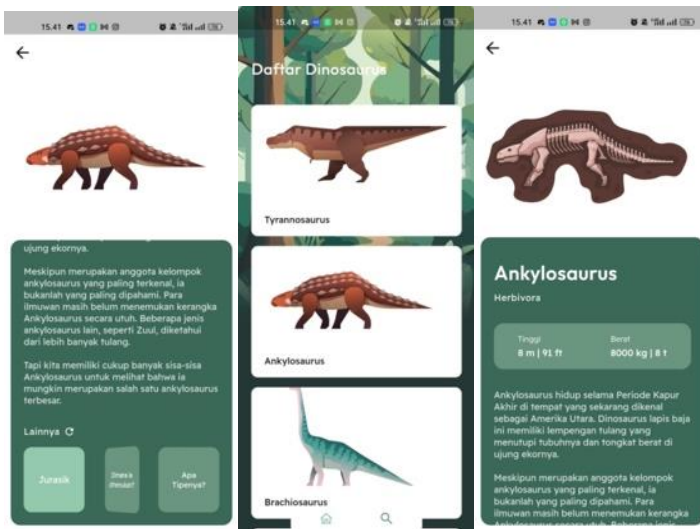 15.41
ujung ekornya.
Meskipun merupakan anggota kelompok
ankylosaurus yang paling terkenal, ia
bukanlah yang paling dipahami. Para
ilmuwan masih belum menemukan kerangka
Ankylosaurus secara utuh. Beberapa jenis
ankylosaurus lain, seperti Zuul, diketahui
dari lebih banyak tulang.
Tapi kita memiliki cukup banyak sisa-sisa
Ankylosaurus untuk melihat bahwa ia
mungkin merupakan salah satu ankylosaurus
terbesar.
Lainnya
Jurasik
Apa
Tipenya?
15.41
Daftar Dinosaurus
Tyrannosaurus
Ankylosaurus
Brachiosaurus
15.41
Ankylosaurus
Herbivora
Tinggi
8 m | 91 ft
Berat
8000 kg | 8 t
Ankylosaurus hidup selama Periode Kapur
Akhir di tempat yang sekarang dikenal
sebagai Amerika Utara. Dinosaurus lapis baja
ini memiliki lempengan tulang yang
menutupi tubuhnya dan tongkat berat di
ujung ekornya.
Meskipun merupakan anggota kelompok
ankylosaurus yang paling terkenal, ia
bukanlah yang paling dipahami. Para
ilmuwan masih belum menemukan kerangka